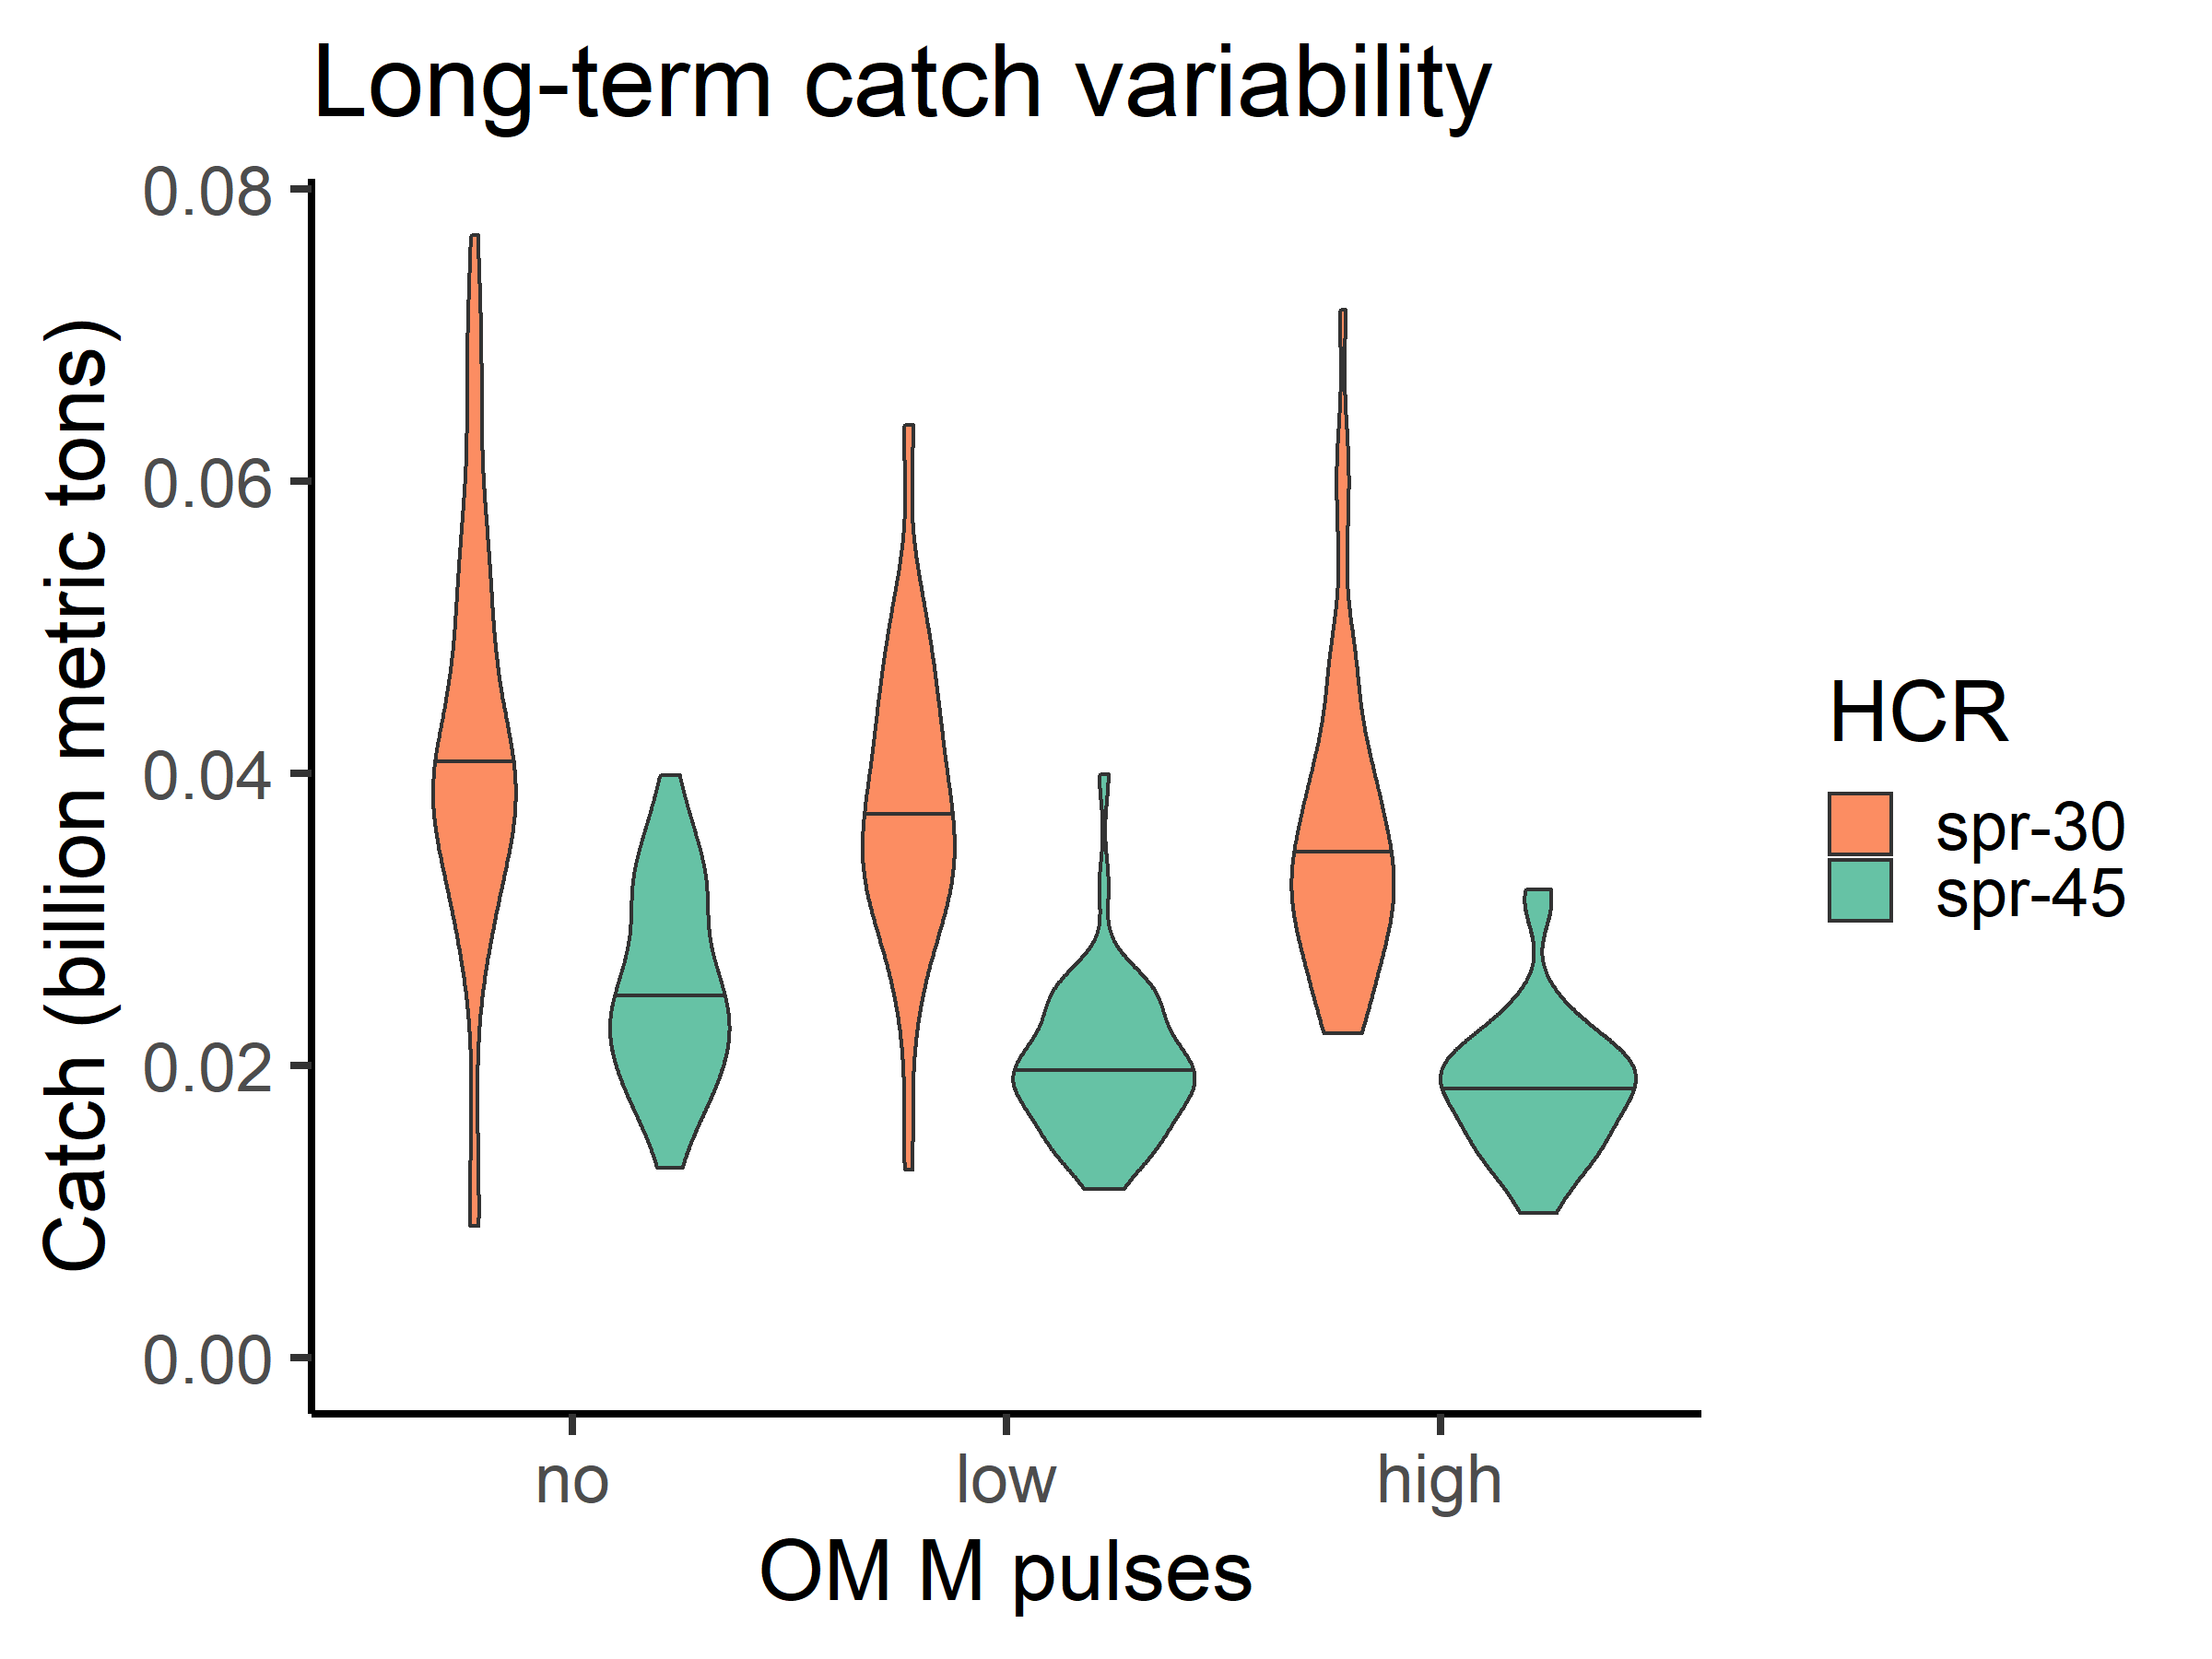 Long-term catch variability
Catch (billion metric tons)
0.08
0.06
0.04
0.02
0.00
no low high
OM M pulses
HCR
spr-30
spr-45